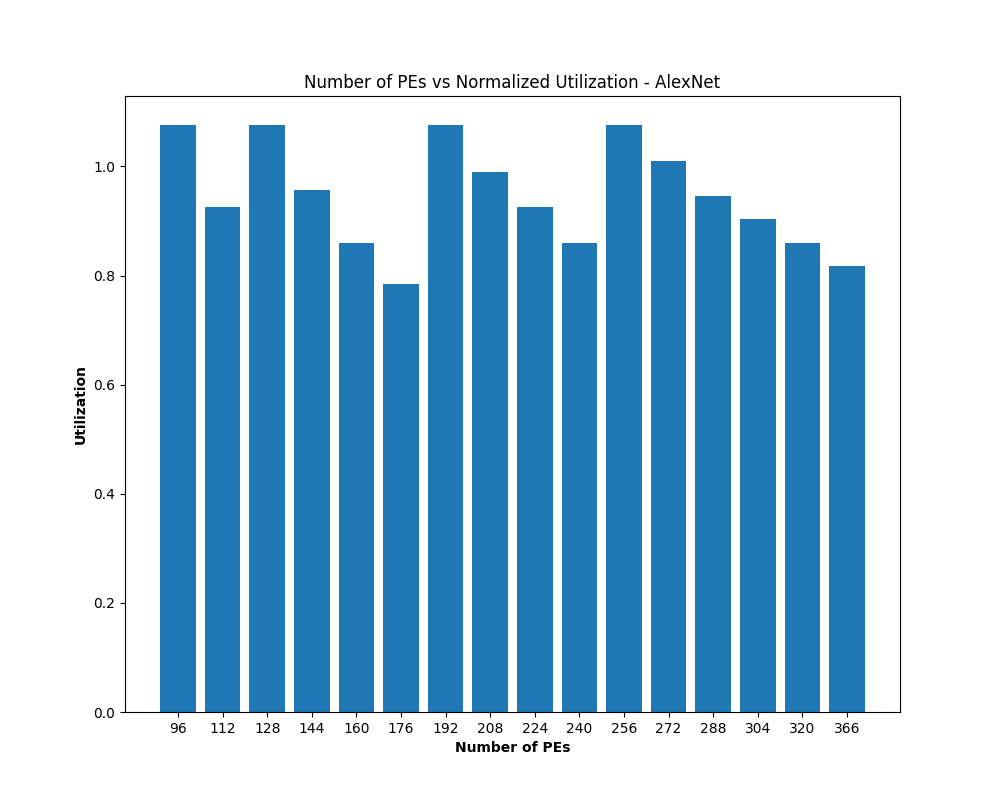 Number of PEs vs Normalized Utilization - AlexNet
1.0
0.8
0.6
0.4
0.2
0.0
Utilization
96 112 128 144 160 176 192 208 224 240 256 272 288 304 320 366
Number of PEs